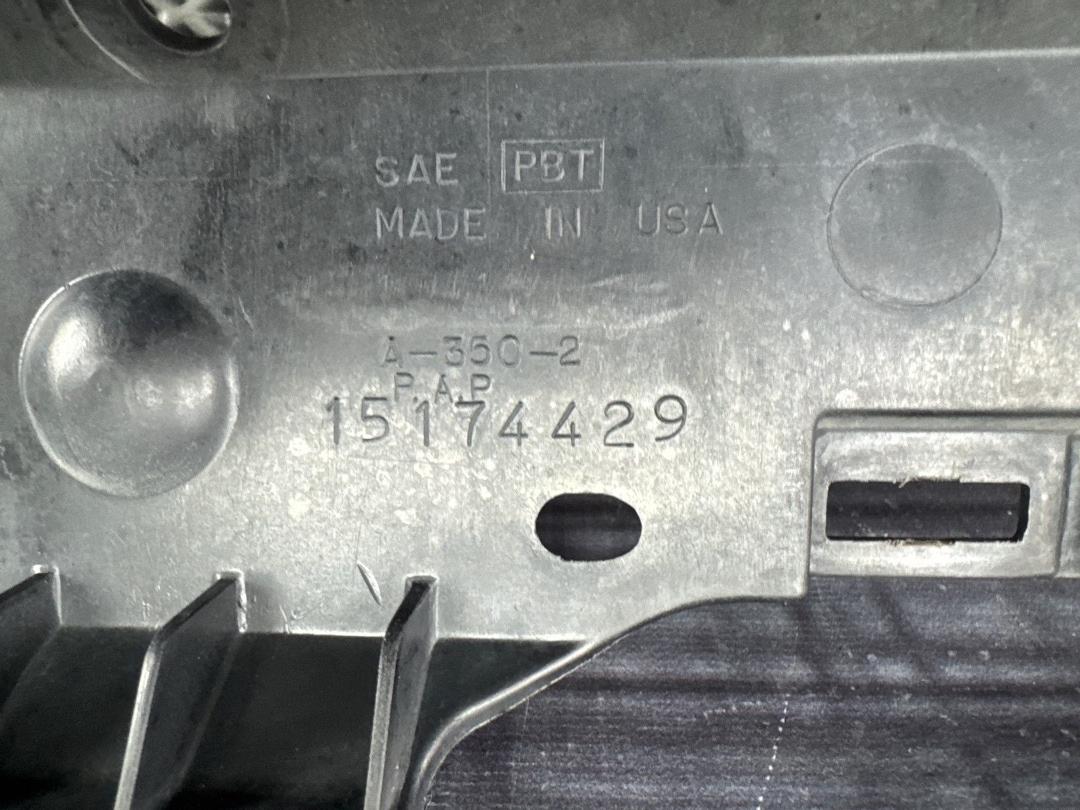 SAE PBT
MADE IN USA
A-350-2
P.A.P
15174429